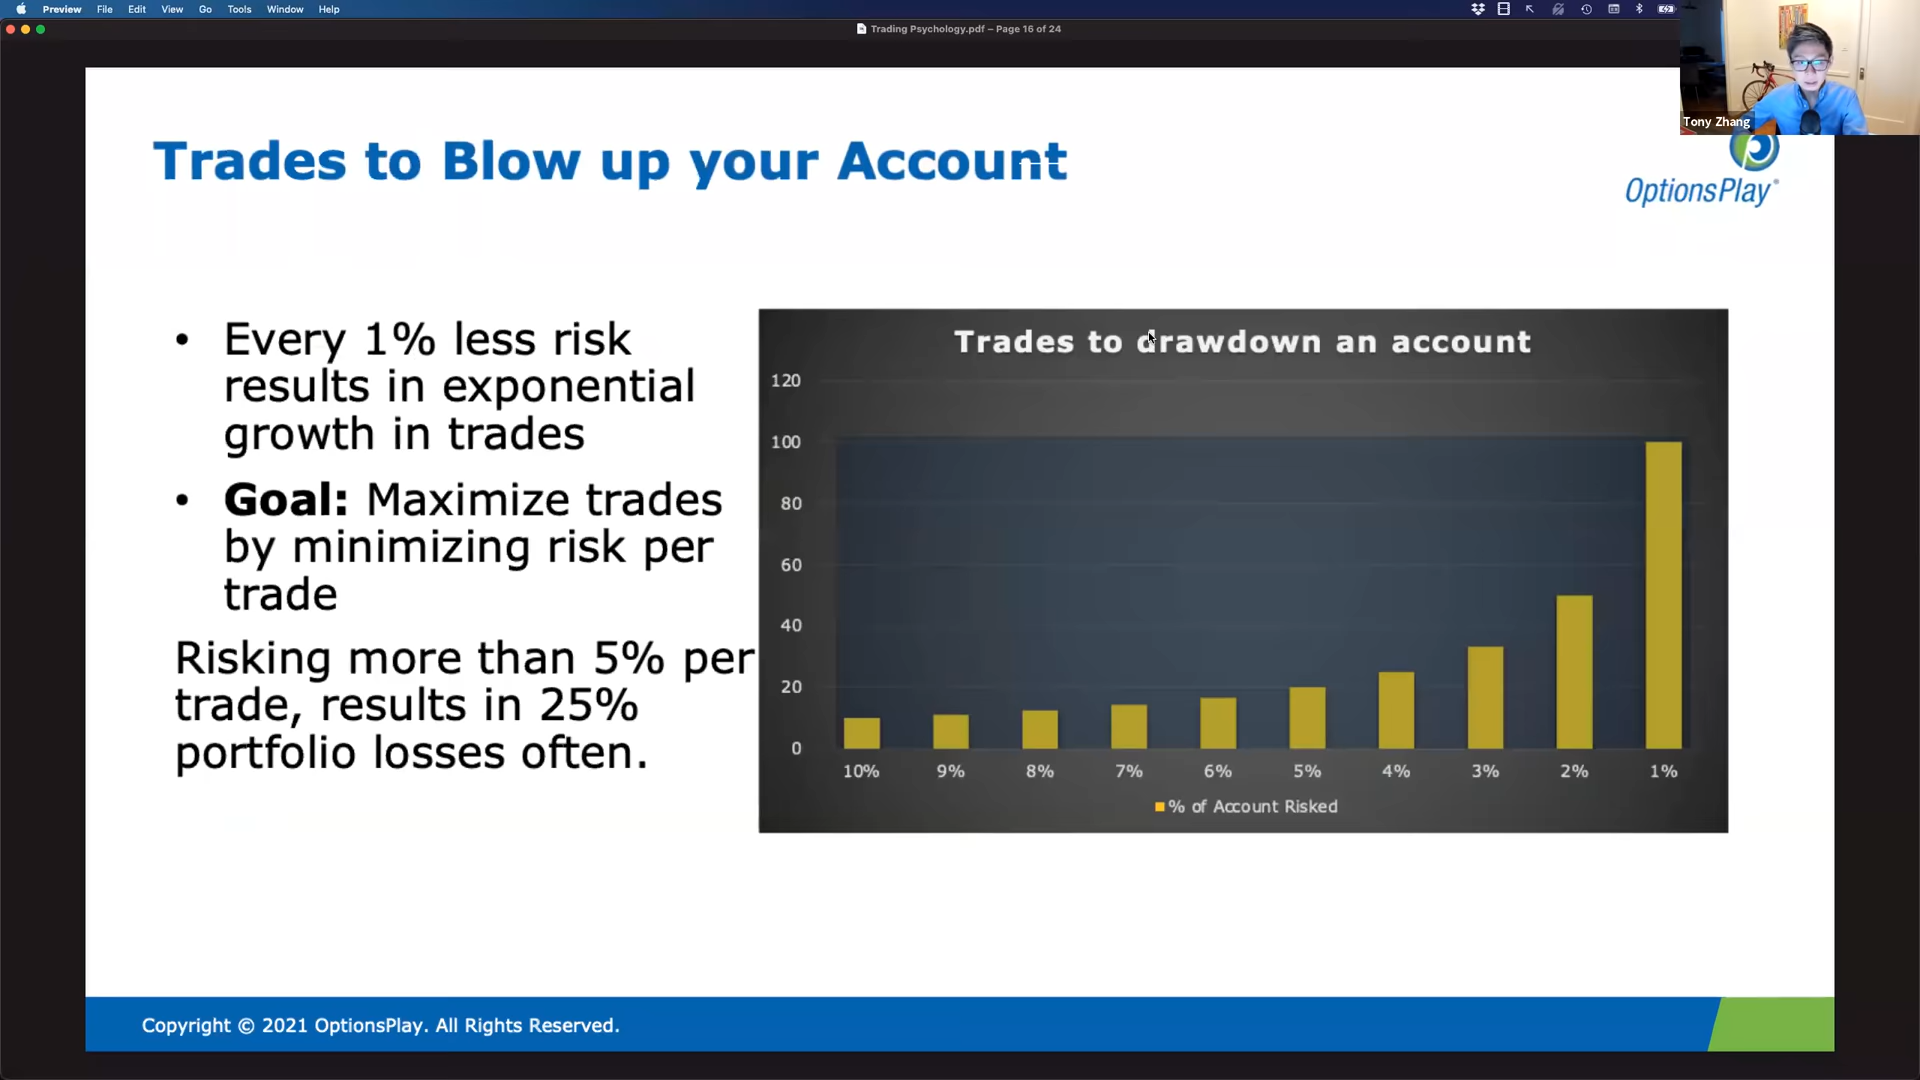 Preview File Edit View Go Tools Window Help
Trading Psychology.pdf – Page 16 of 24
Tony Zhang
Trades to Blow up your Account
OptionsPlay
• Every 1% less risk
results in exponential
growth in trades
• Goal: Maximize trades
by minimizing risk per
trade
Risking more than 5% per
trade, results in 25%
portfolio losses often.
Trades to drawdown an account
120
100
80
60
40
20
0
10% 9% 8% 7% 6% 5% 4% 3% 2% 1%
% of Account Risked
Copyright © 2021 OptionsPlay. All Rights Reserved.